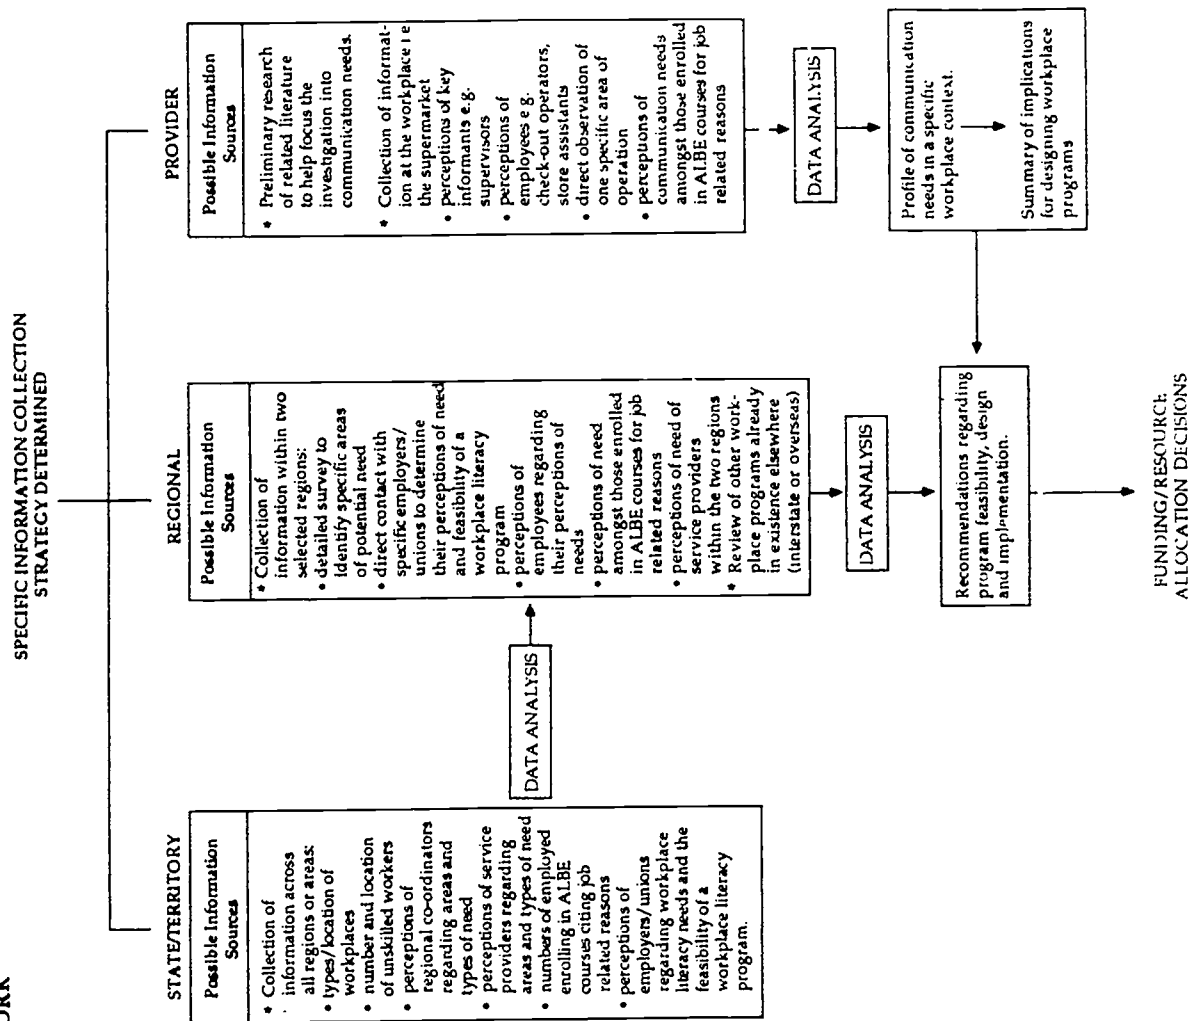 ORK
SPECIFIC INFORMATION COLLECTION
STRATEGY DETERMINED
STATE/TERRITORY
Possible Information
Sources
* Collection of
information across
all regions or areas:
• types/location of
workplaces
• number and location
of unskilled workers
• perceptions of
regional co-ordinators
regarding areas and
types of need
• perceptions of service
providers regarding
areas and types of need
• numbers of employed
enrolling in ALBE
courses citing job
related reasons
• perceptions of
employers/unions
regarding workplace
literacy needs and the
feasibility of a
workplace literacy
program.
DATA ANALYSIS
REGIONAL
Possible Information
Sources
* Collection of
information within two
selected regions:
• detailed survey to
identify specific areas
of potential need
• direct contact with
specific employers/
unions to determine
their perceptions of need
and feasibility of a
workplace literacy
program
• perceptions of
employees regarding
their perceptions of
needs
• perceptions of need
amongst those enrolled
in ALBE courses for job
related reasons
• perceptions of need of
service providers
within the two regions
* Review of other work-
place programs already
in existence elsewhere
(interstate or overseas)
DATA ANALYSIS
Recommendations regarding
program feasibility, design
and implementation.
PROVIDER
Possible Information
Sources
* Preliminary research
of related literature
to help focus the
investigation into
communication needs.
* Collection of informat-
ion at the workplace i e
the supermarket
• perceptions of key
informants e.g.
supervisors
• perceptions of
employees e g.
check-out operators,
store assistants
• direct observation of
one specific area of
operation
• perceptions of
communication needs
amongst those enrolled
in ALBE courses for job
related reasons
DATA ANALYSIS
Profile of communication
needs in a specific
workplace context.
Summary of implications
for designing workplace
programs
FUNDING/RESOURCE
ALLOCATION DECISIONS